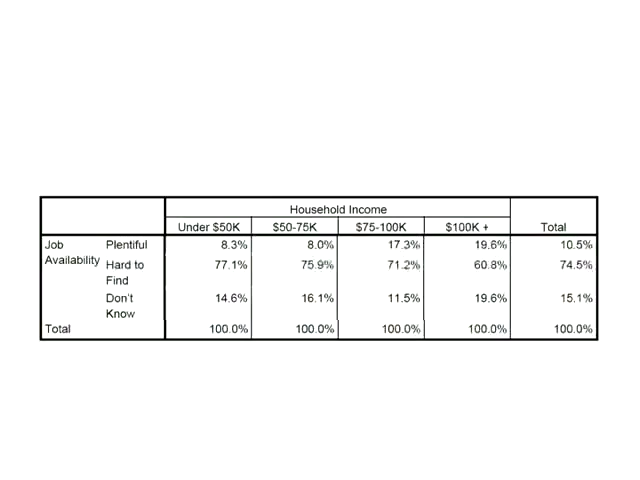 Household Income
Under $50K $50-75K $75-100K $100K + Total
Job Availability Plentiful 8.3% 8.0% 17.3% 19.6% 10.5%
Hard to Find 77.1% 75.9% 71.2% 60.8% 74.5%
Don't Know 14.6% 16.1% 11.5% 19.6% 15.1%
Total 100.0% 100.0% 100.0% 100.0% 100.0%